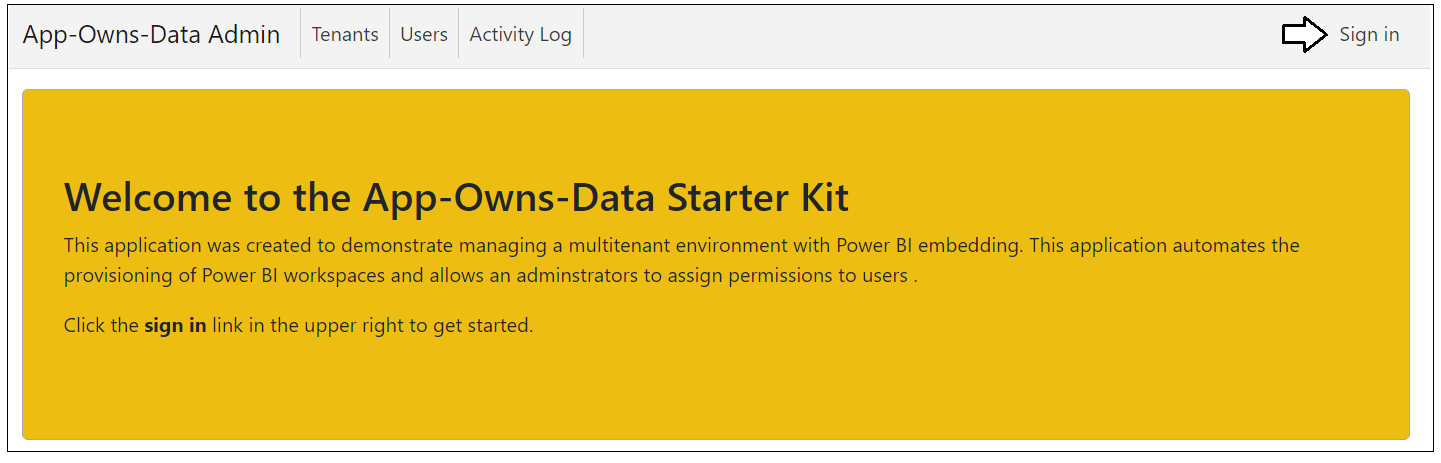 App-Owns-Data Admin Tenants Users Activity Log Sign in
Welcome to the App-Owns-Data Starter Kit
This application was created to demonstrate managing a multitenant environment with Power BI embedding. This application automates the
provisioning of Power BI workspaces and allows an adminstrators to assign permissions to users .
Click the sign in link in the upper right to get started.